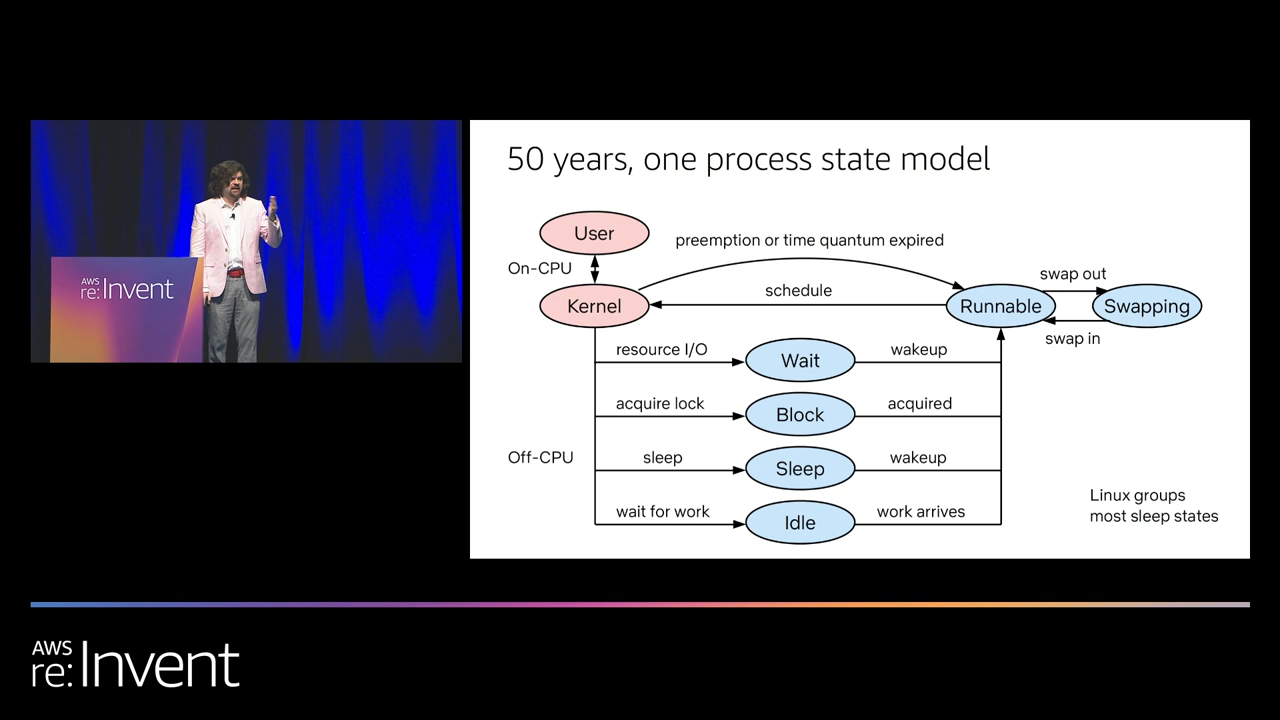 AWS
re:Invent
50 years, one process state model
User
preemption or time quantum expired
On-CPU
swap out
schedule
Kernel
Runnable
Swapping
swap in
resource I/O
Wait
wakeup
acquire lock
Block
acquired
Off-CPU
sleep
Sleep
wakeup
wait for work
Idle
work arrives
Linux groups
most sleep states
AWS
re:Invent